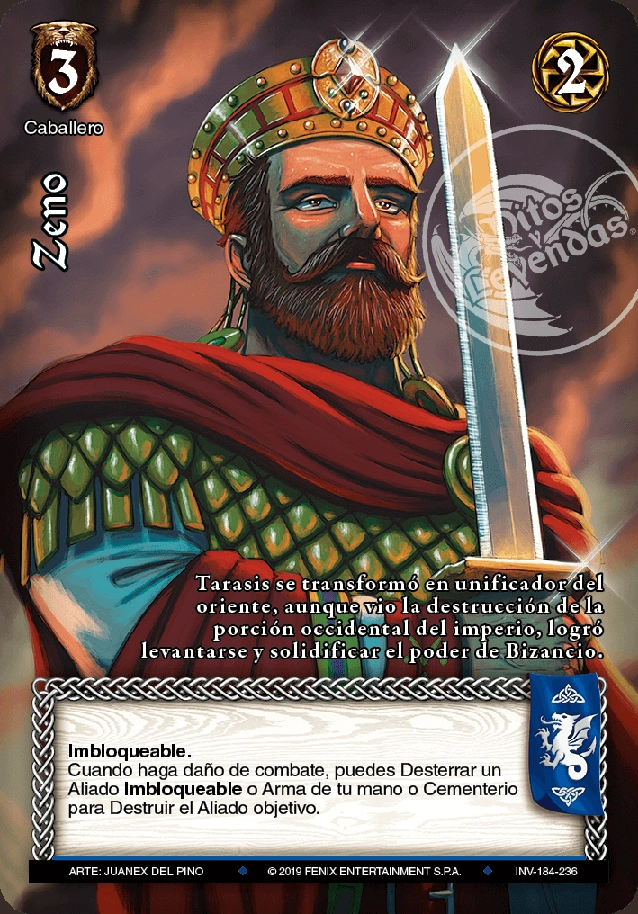 3
2
Caballero
Zeno
Mitos
y
Leyendas®
Tarasis se transformó en unificador del
oriente, aunque vio la destrucción de la
porción occidental del imperio, logró
levantarse y solidificar el poder de Bizancio.
Imbloqueable.
Cuando haga daño de combate, puedes Desterrar un
Aliado Imbloqueable o Arma de tu mano o Cementerio
para Destruir el Aliado objetivo.
ARTE: JUANEX DEL PINO © 2019 FENIX ENTERTAINMENT S.P.A. INV-184-236